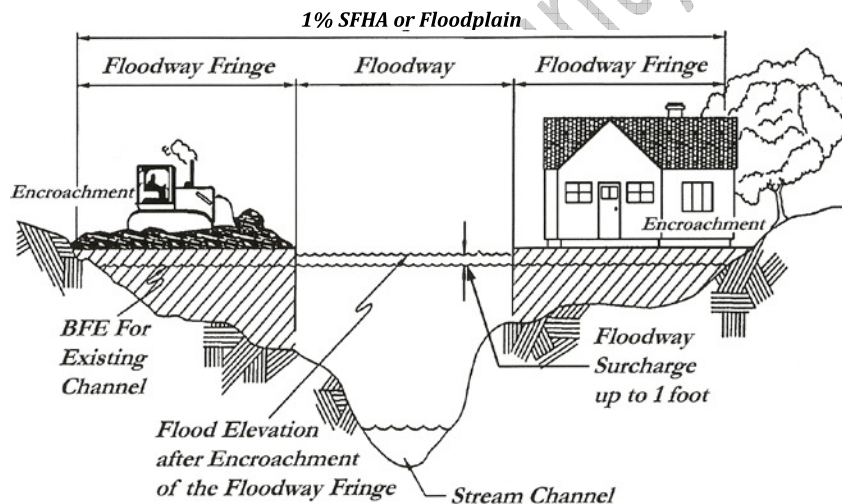 1% SFHA or Floodplain
Floodway Fringe
Floodway
Floodway Fringe
Encroachment
Encroachment
BFE For
Existing
Channel
Floodway
Surcharge
up to 1 foot
Flood Elevation
after Encroachment
of the Floodway Fringe
Stream Channel